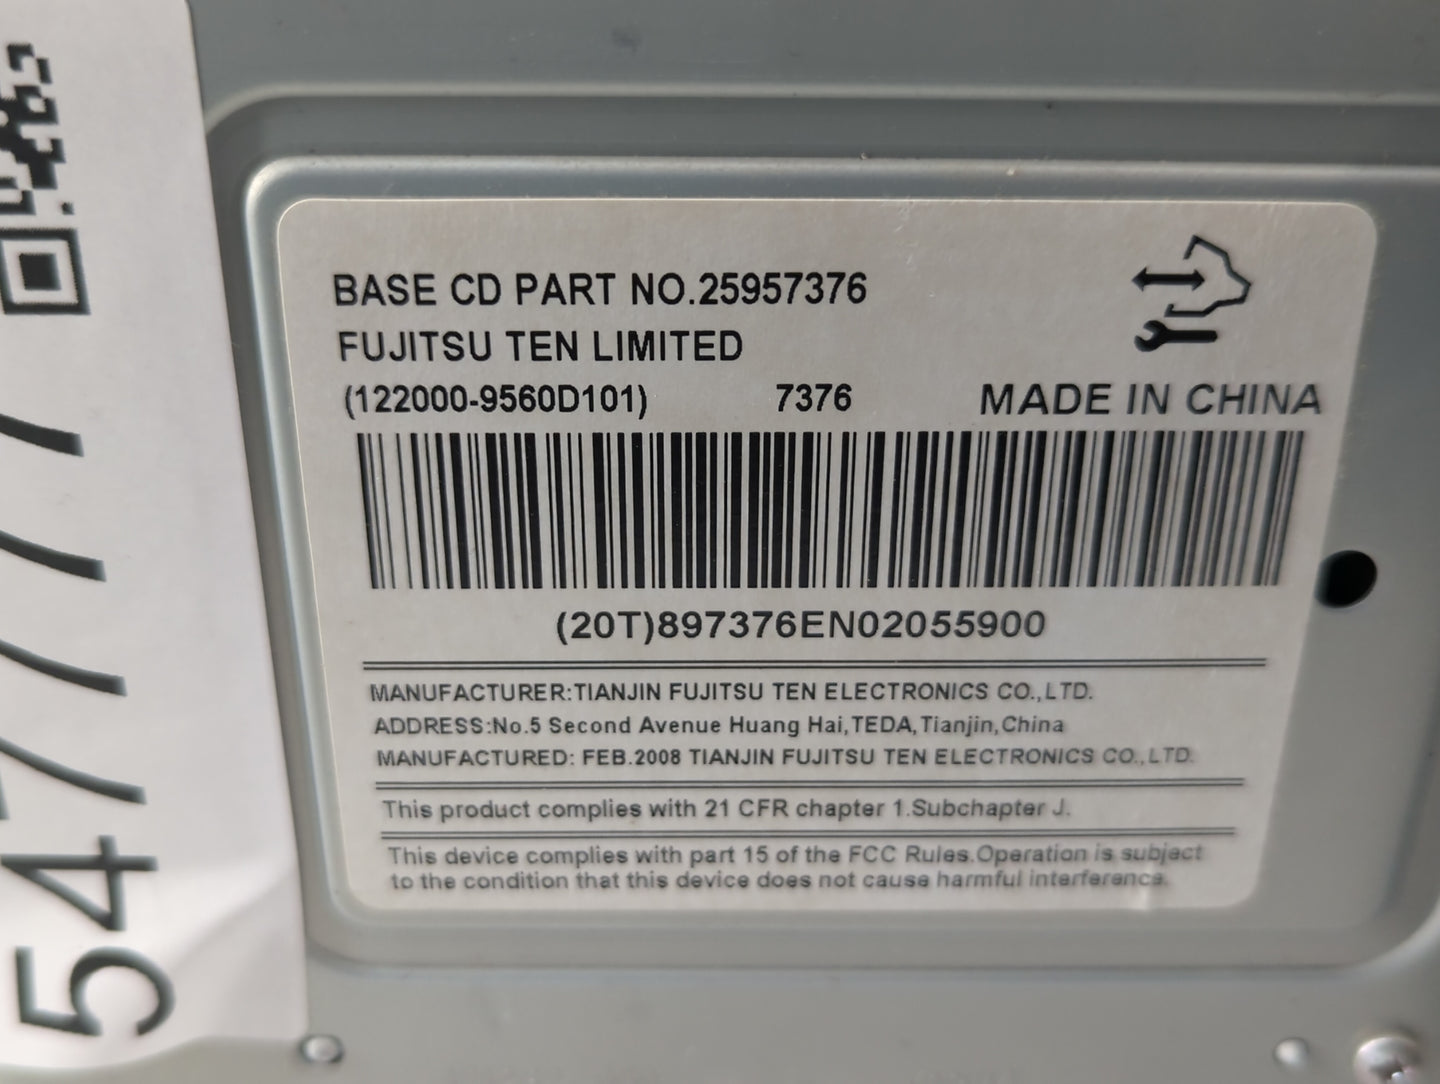 BASE CD PART NO.25957376
FUJITSU TEN LIMITED
(122000-9560D101) 7376 MADE IN CHINA
(20T)897376EN02055900
MANUFACTURER:TIANJIN FUJITSU TEN ELECTRONICS CO.,LTD.
ADDRESS:No.5 Second Avenue Huang Hai,TEDA,Tianjin,China
MANUFACTURED: FEB.2008 TIANJIN FUJITSU TEN ELECTRONICS CO.,LTD.
This product complies with 21 CFR chapter 1.Subchapter J.
This device complies with part 15 of the FCC Rules.Operation is subject
to the condition that this device does not cause harmful interference.
547777